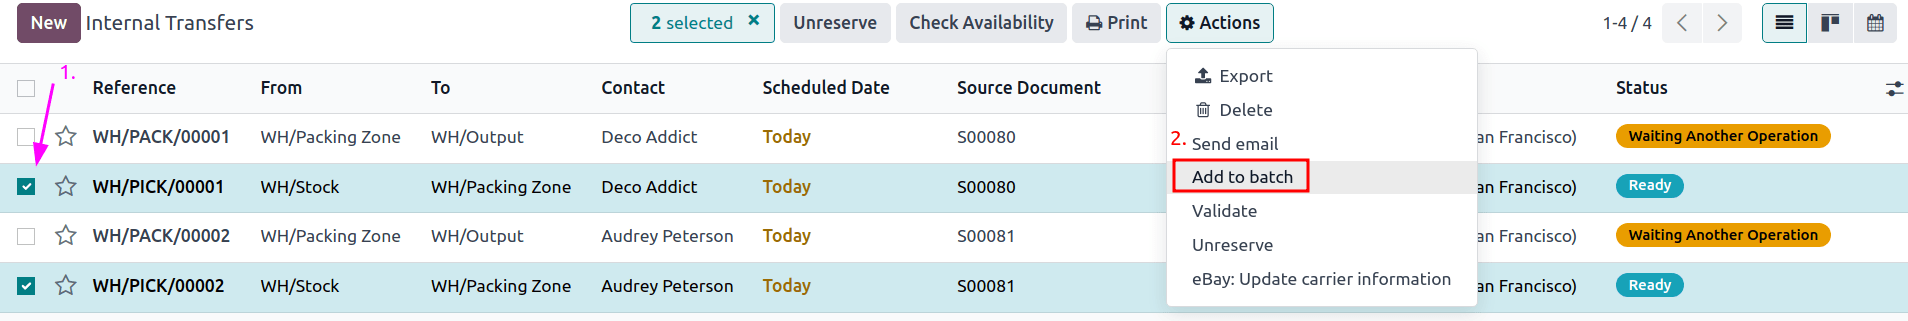 New Internal Transfers 2 selected × Unreserve Check Availability Print Actions 1-4 / 4
1.
Reference From To Contact Scheduled Date Source Document Status
WH/PACK/00001 WH/Packing Zone WH/Output Deco Addict Today S00080 an Francisco) Waiting Another Operation
WH/PICK/00001 WH/Stock WH/Packing Zone Deco Addict Today S00080 an Francisco) Ready
WH/PACK/00002 WH/Packing Zone WH/Output Audrey Peterson Today S00081 an Francisco) Waiting Another Operation
WH/PICK/00002 WH/Stock WH/Packing Zone Audrey Peterson Today S00081 an Francisco) Ready
Export
Delete
2. Send email
Add to batch
Validate
Unreserve
eBay: Update carrier information